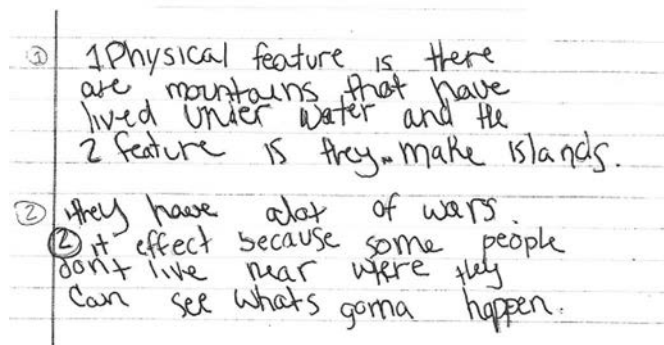 ① 1 Physical feature is there
are mountains that have
lived under water and the
2 feature is they make islands.
② they have alot of wars.
② it effect because some people
dont live near were they
can see whats gonna happen.